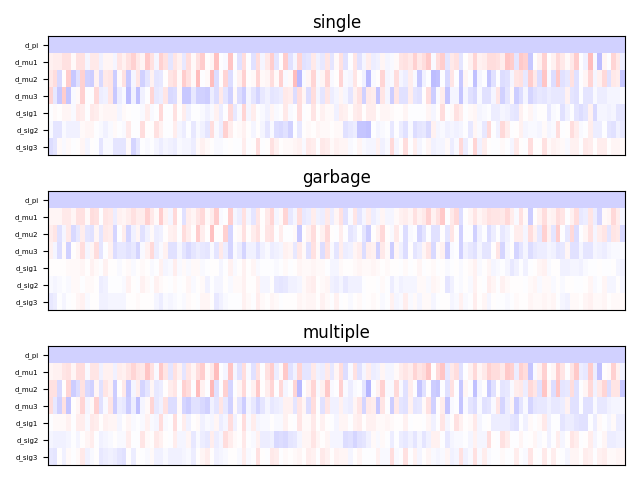 single
d_pi
d_mu1
d_mu2
d_mu3
d_sig1
d_sig2
d_sig3
garbage
d_pi
d_mu1
d_mu2
d_mu3
d_sig1
d_sig2
d_sig3
multiple
d_pi
d_mu1
d_mu2
d_mu3
d_sig1
d_sig2
d_sig3